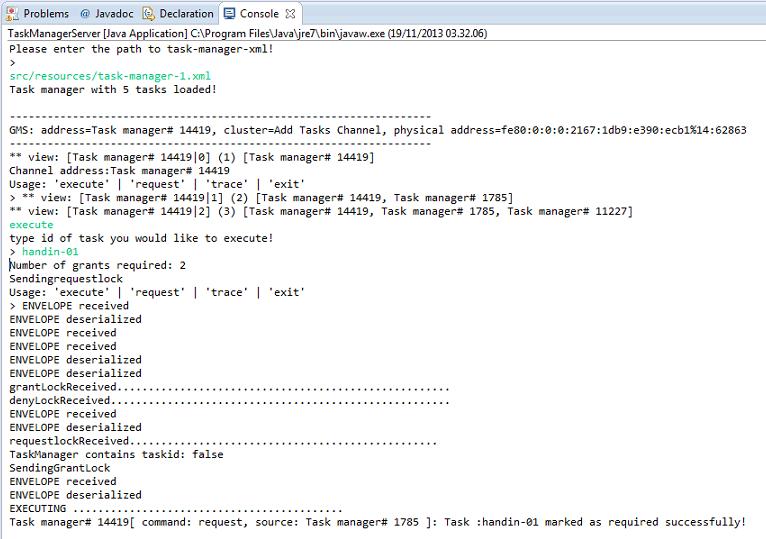 Problems @ Javadoc Declaration Console
TaskManagerServer [Java Application] C:\Program Files\Java\jre7\bin\javaw.exe (19/11/2013 03.32.06)
Please enter the path to task-manager-xml!
>
src/resources/task-manager-1.xml
Task manager with 5 tasks loaded!
-------------------------------------------------------------------
GMS: address=Task manager# 14419, cluster=Add Tasks Channel, physical address=fe80:0:0:0:2167:1db9:e390:ecb1%14:62863
-------------------------------------------------------------------
** view: [Task manager# 14419|0] (1) [Task manager# 14419]
Channel address:Task manager# 14419
Usage: 'execute' | 'request' | 'trace' | 'exit'
> ** view: [Task manager# 14419|1] (2) [Task manager# 14419, Task manager# 1785]
** view: [Task manager# 14419|2] (3) [Task manager# 14419, Task manager# 1785, Task manager# 11227]
execute
type id of task you would like to execute!
> handin-01
Number of grants required: 2
Sendingrequestlock
Usage: 'execute' | 'request' | 'trace' | 'exit'
> ENVELOPE received
ENVELOPE deserialized
ENVELOPE received
ENVELOPE received
ENVELOPE deserialized
ENVELOPE deserialized
grantLockReceived.....................................................
denyLockReceived......................................................
ENVELOPE received
ENVELOPE deserialized
requestlockReceived.................................................
TaskManager contains taskid: false
SendingGrantLock
ENVELOPE received
ENVELOPE deserialized
EXECUTING ...........................................
Task manager# 14419[ command: request, source: Task manager# 1785 ]: Task :handin-01 marked as required successfully!